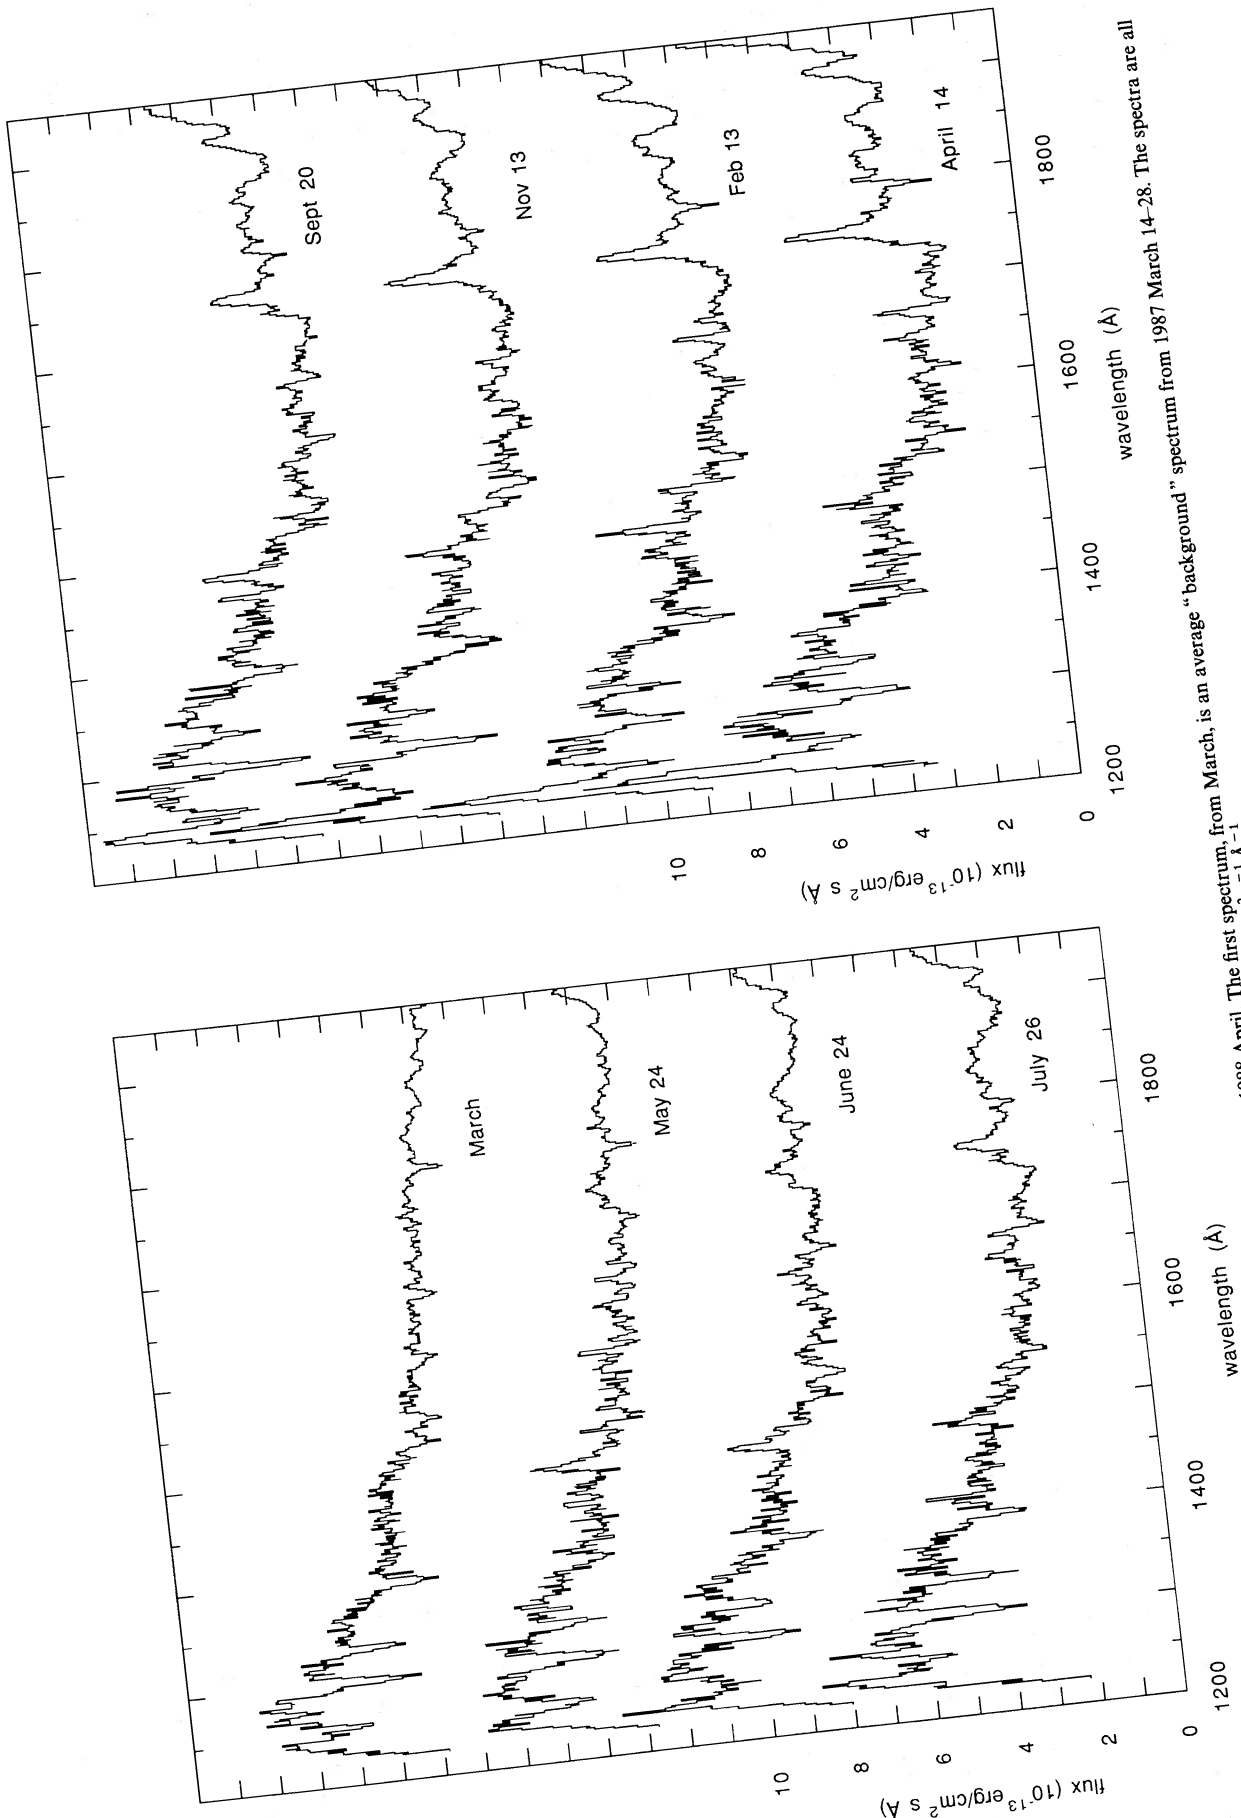 Sept 20
Nov 13
Feb 13
April 14
10
8
6
4
2
0
flux (10⁻¹³ erg/cm² s Å)
1200
1400
1600
1800
wavelength (Å)
March
May 24
June 24
July 26
10
8
6
4
2
0
flux (10⁻¹³ erg/cm² s Å)
1200
1400
1600
1800
wavelength (Å)
April. The first spectrum, from March, is an average “background” spectrum from 1987 March 14–28. The spectra are all
Å⁻¹